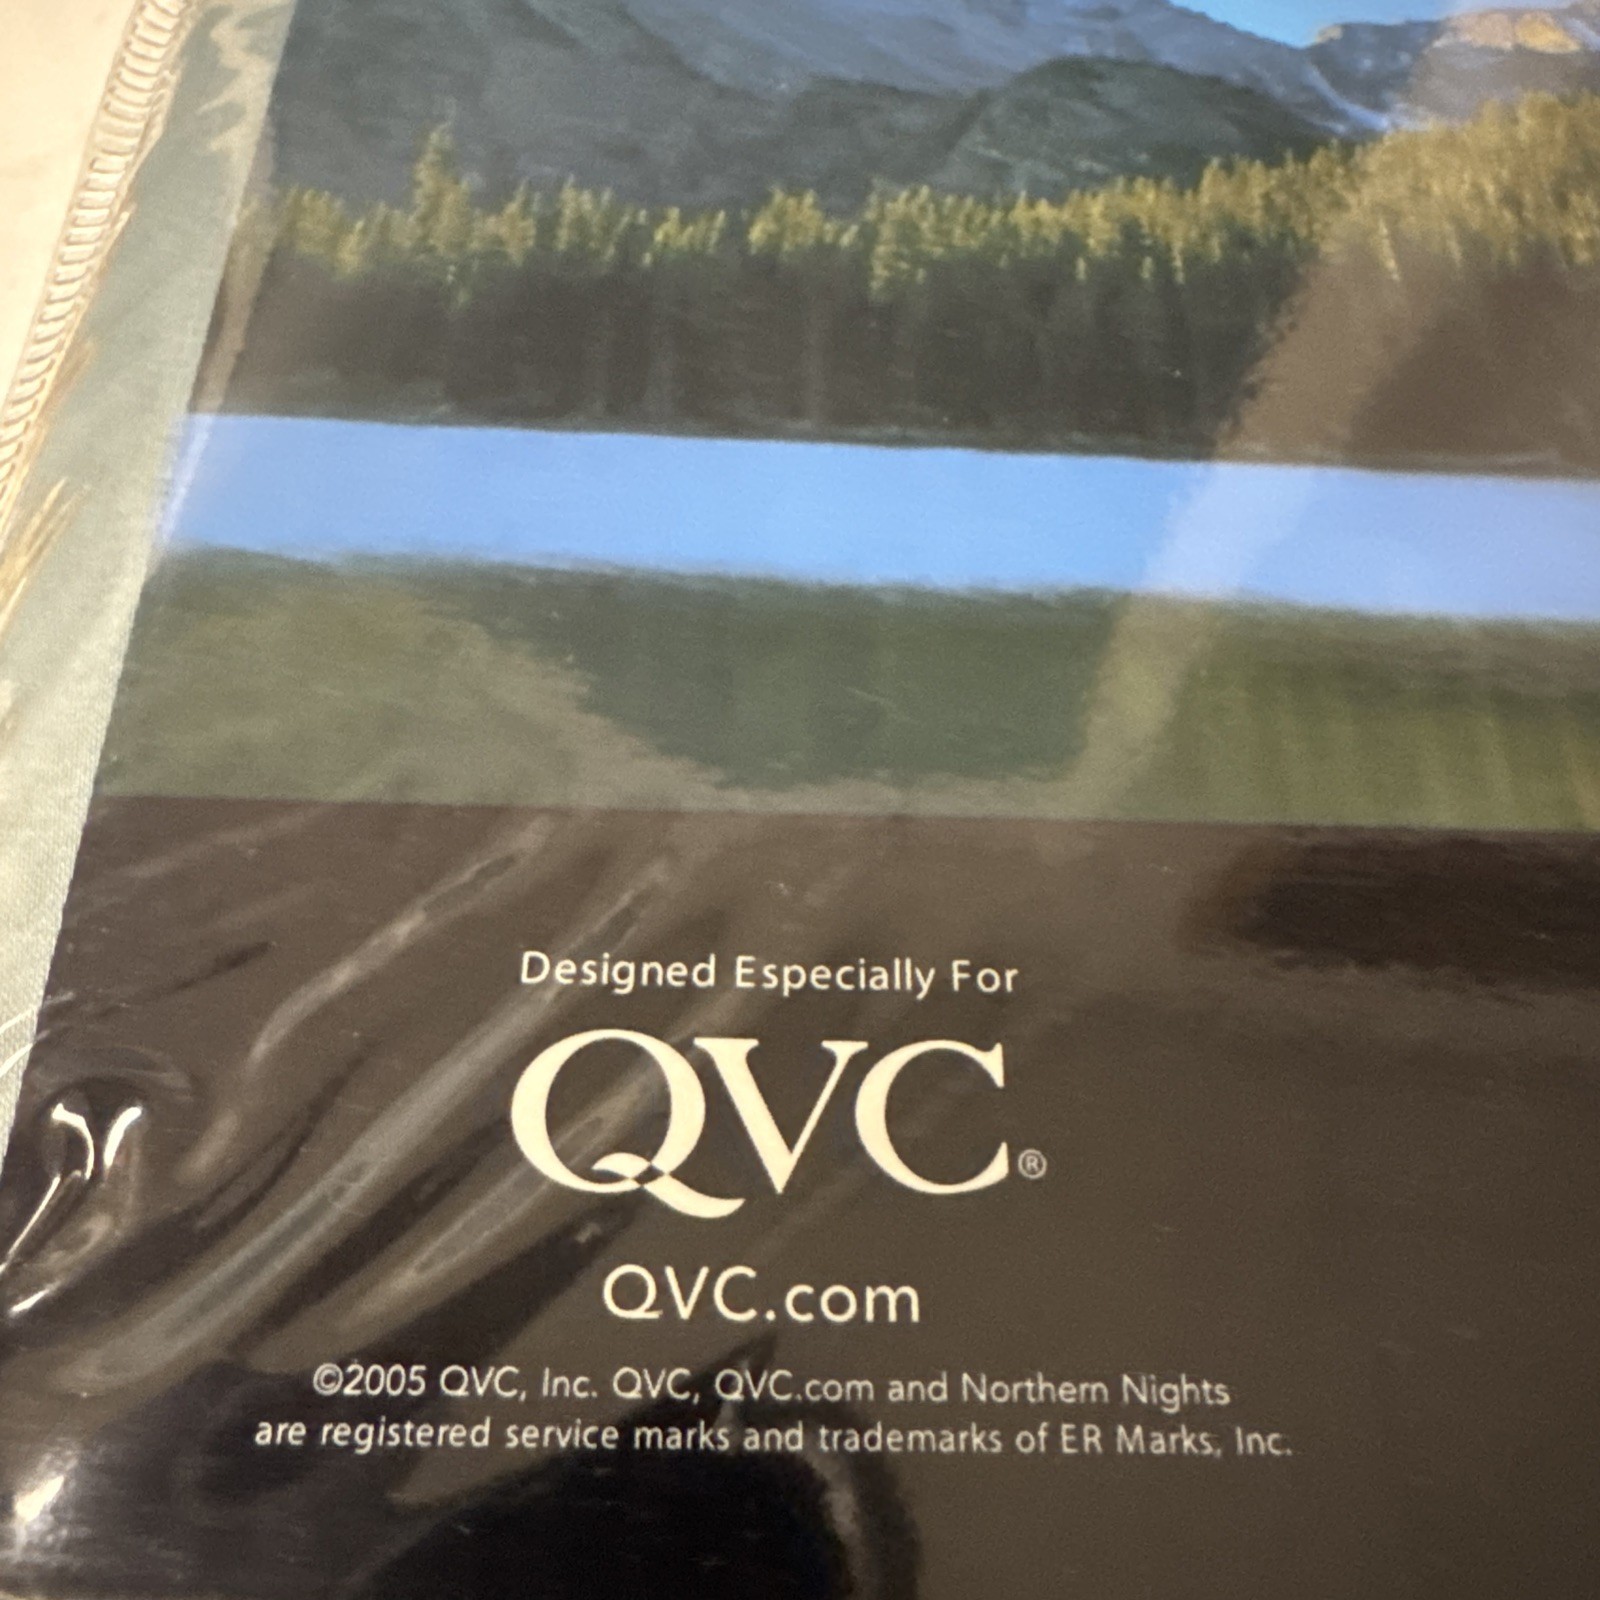 Designed Especially For
QVC®
QVC.com
©2005 QVC, Inc. QVC, QVC.com and Northern Nights
are registered service marks and trademarks of ER Marks, Inc.